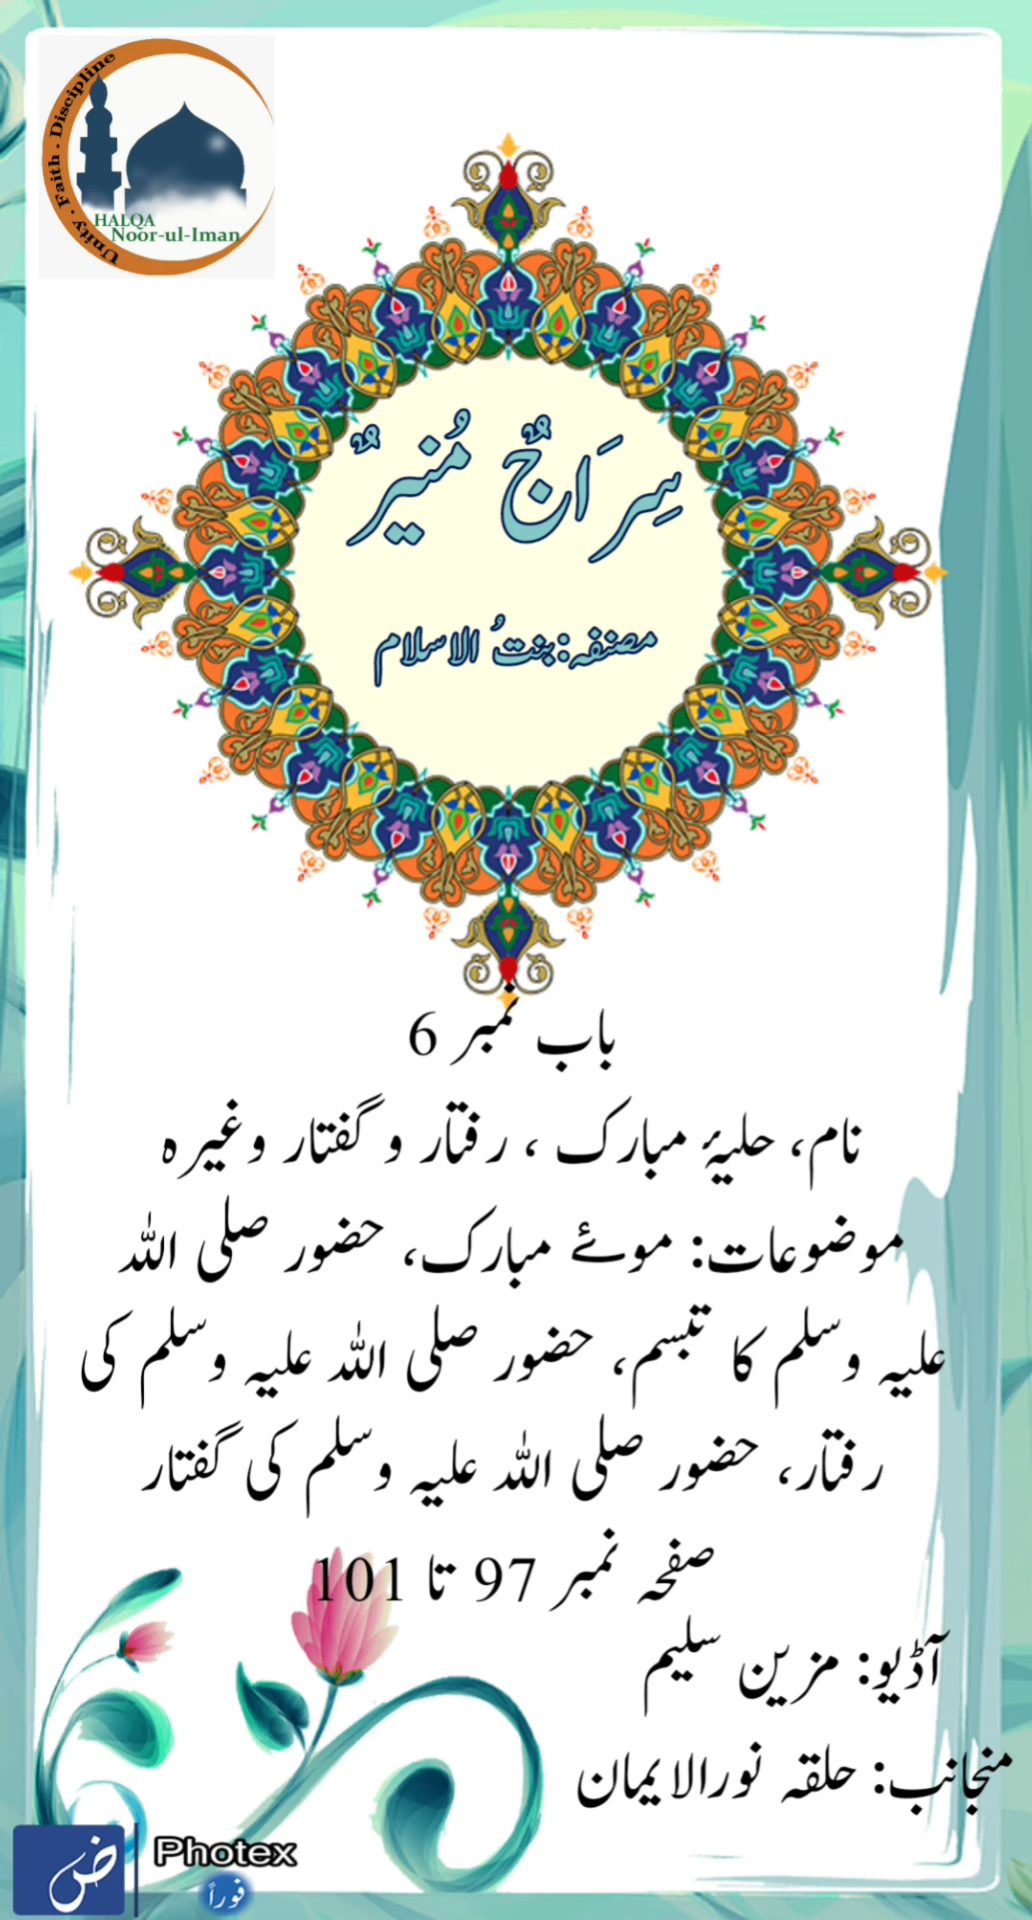 Unity . Faith . Discipline
HALQA
Noor-ul-Iman
سِرَاجٌ مُنیرٌ
مصنفہ: بنتُ الاسلام
باب نمبر 6
نام، حلیۂ مبارک ، رفتار و گفتار وغیرہ
موضوعات: موئے مبارک، حضور صلی اللہ
علیہ وسلم کا تبسم، حضور صلی اللہ علیہ وسلم کی
رفتار، حضور صلی اللہ علیہ وسلم کی گفتار
صفحہ نمبر 97 تا 101
آڈیو: مزین سلیم
منجانب: حلقہ نورالایمان
ض
Photex
فوراً